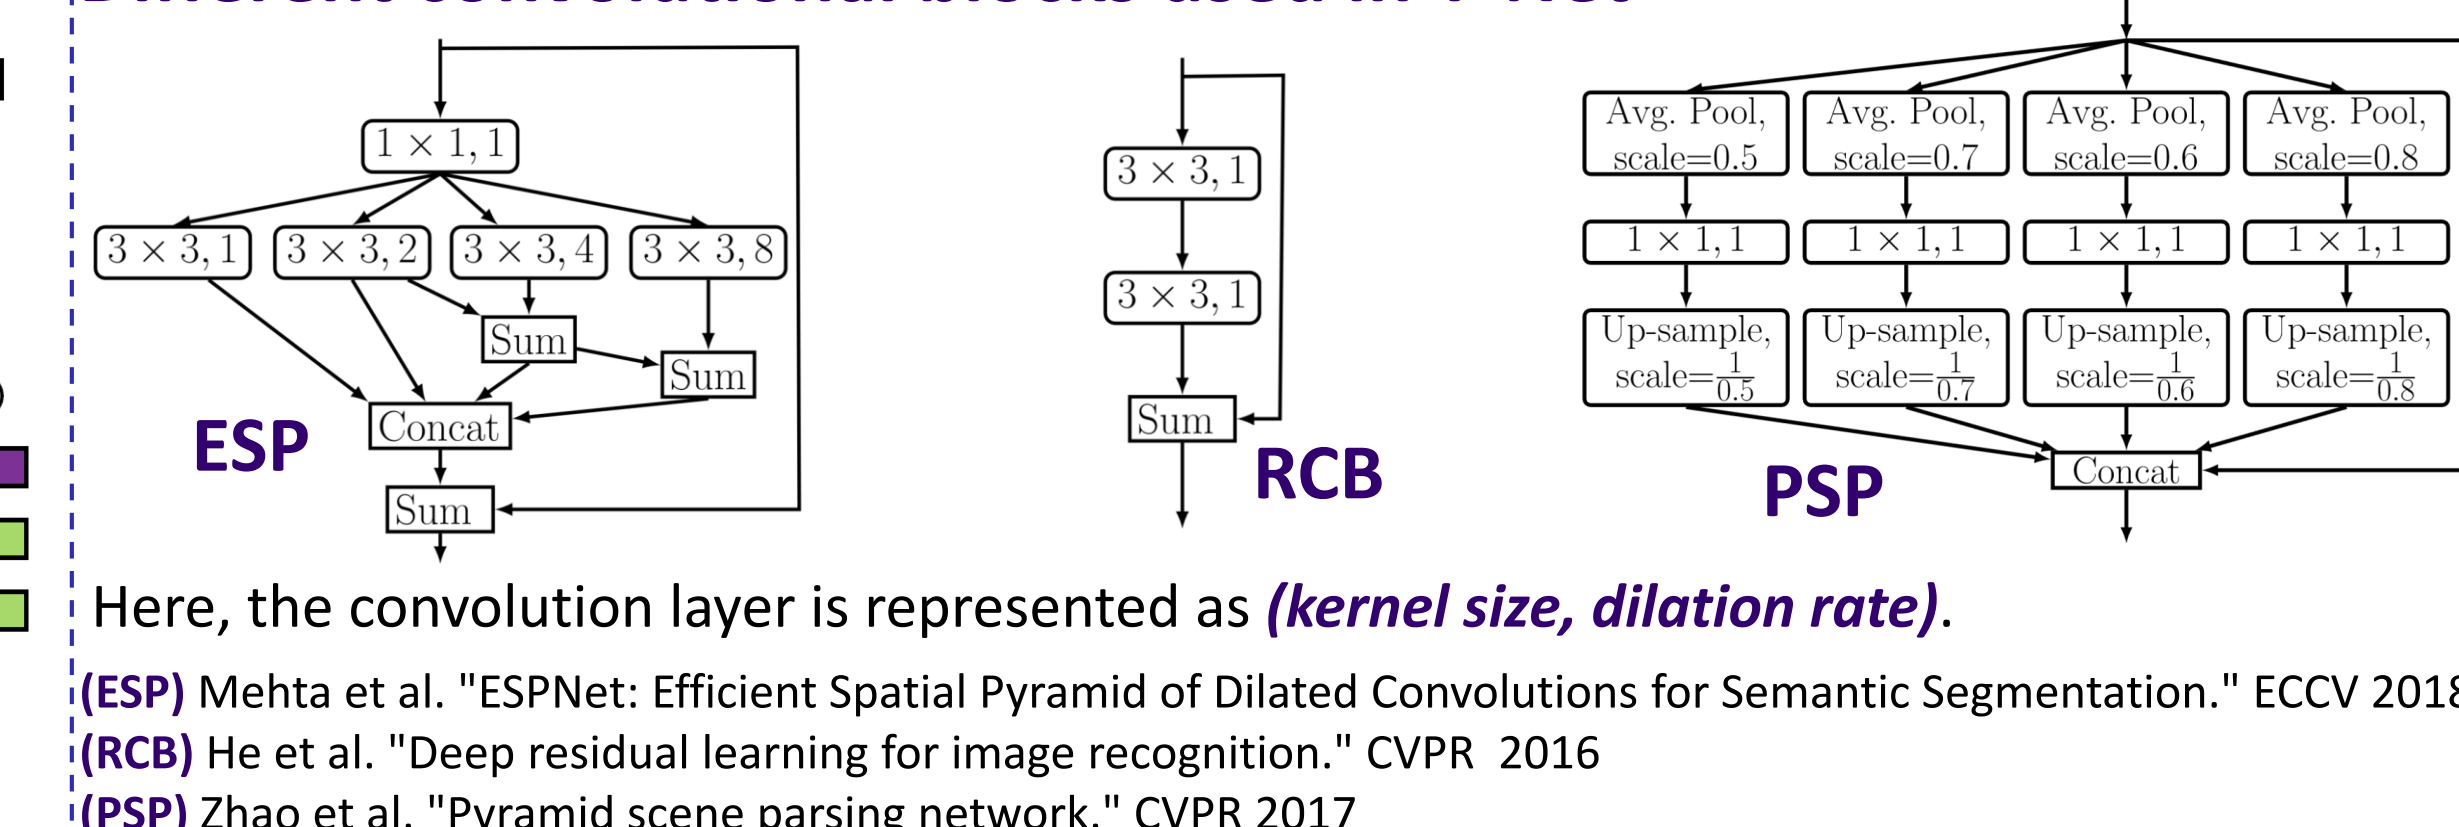 Different convolutional blocks used in Y-Net
1 × 1, 1
3 × 3, 1
3 × 3, 2
3 × 3, 4
3 × 3, 8
Sum
Sum
Concat
Sum
ESP
3 × 3, 1
3 × 3, 1
Sum
RCB
Avg. Pool,
scale=0.5
Avg. Pool,
scale=0.7
Avg. Pool,
scale=0.6
Avg. Pool,
scale=0.8
1 × 1, 1
1 × 1, 1
1 × 1, 1
1 × 1, 1
Up-sample,
scale=1/0.5
Up-sample,
scale=1/0.7
Up-sample,
scale=1/0.6
Up-sample,
scale=1/0.8
Concat
PSP
Here, the convolution layer is represented as (kernel size, dilation rate).
(ESP) Mehta et al. "ESPNet: Efficient Spatial Pyramid of Dilated Convolutions for Semantic Segmentation." ECCV 2018
(RCB) He et al. "Deep residual learning for image recognition." CVPR 2016
(PSP) Zhao et al. "Pyramid scene parsing network." CVPR 2017